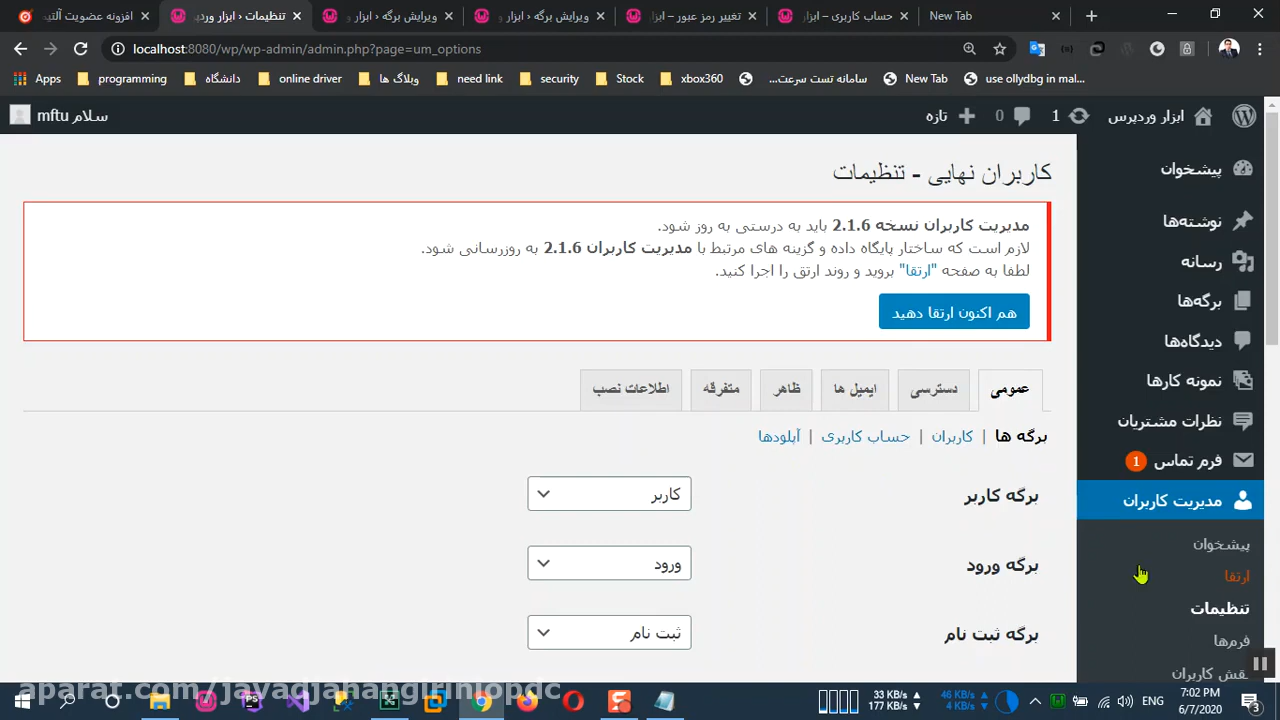 افزونه عضویت آلتیم
تنظیمات ‹ ابزار وردپر
ویرایش برگه ‹ ابزار و
ویرایش برگه ‹ ابزار و
تغییر رمز عبور – ابزا
حساب کاربری – ابزار
New Tab
localhost:8080/wp/wp-admin/admin.php?page=um_options
Apps
programming
دانشگاه
online driver
وبلاگ ها
need link
security
Stock
xbox360
سامانه تست سرعت...
New Tab
use ollydbg in mal...
ابزار وردپرس
1
0
تازه
سلام mftu
پیشخوان
نوشته‌ها
رسانه
برگه‌ها
دیدگاه‌ها
نمونه کارها
نظرات مشتریان
فرم تماس 1
مدیریت کاربران
پیشخوان
ارتقا
تنظیمات
فرم‌ها
نقش کاربران
کاربران نهایی - تنظیمات
مدیریت کاربران نسخه 2.1.6 باید به درستی به روز شود.
لازم است که ساختار پایگاه داده و گزینه های مرتبط با مدیریت کاربران 2.1.6 به روزرسانی شود.
لطفا به صفحه "ارتقا" بروید و روند ارتق را اجرا کنید.
هم اکنون ارتقا دهید
عمومی
دسترسی
ایمیل ها
ظاهر
متفرقه
اطلاعات نصب
برگه ها | کاربران | حساب کاربری | آپلودها
برگه کاربر
کاربر
برگه ورود
ورود
برگه ثبت نام
ثبت نام
aparat.com/javadjahangiriniopdc
33 KB/s
177 KB/s
46 KB/s
4 KB/s
ENG
7:02 PM
6/7/2020
3